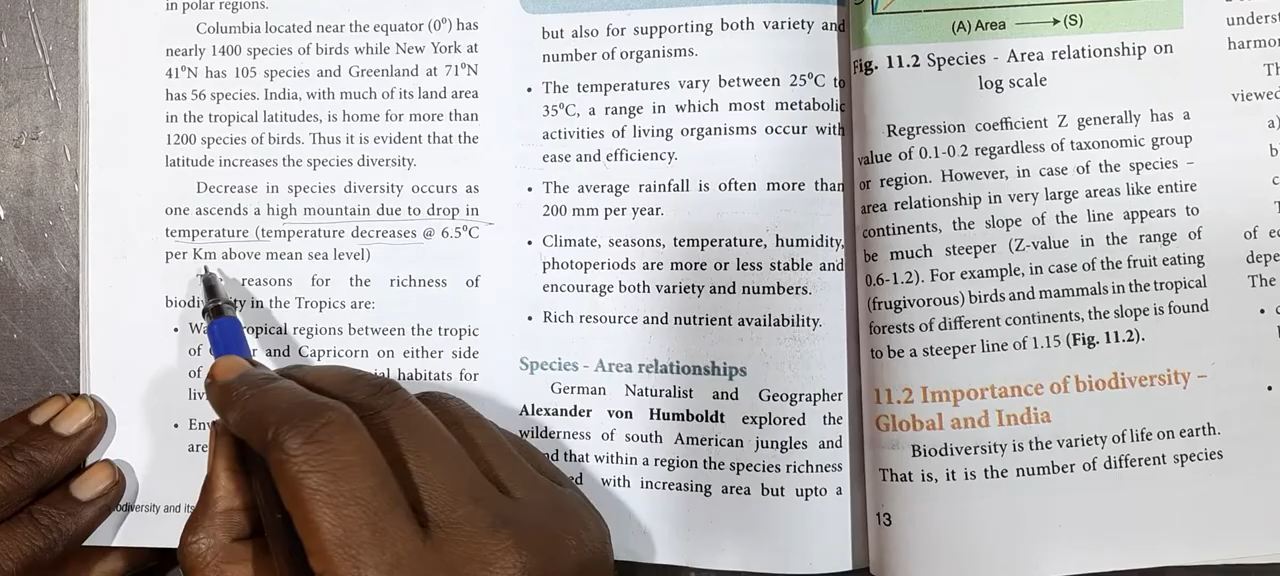 in polar regions.
Columbia located near the equator (0⁰) has
nearly 1400 species of birds while New York at
41⁰N has 105 species and Greenland at 71⁰N
has 56 species. India, with much of its land area
in the tropical latitudes, is home for more than
1200 species of birds. Thus it is evident that the
latitude increases the species diversity.
Decrease in species diversity occurs as
one ascends a high mountain due to drop in
temperature (temperature decreases @ 6.5⁰C
per Km above mean sea level)
reasons for the richness of
in the Tropics are:
• regions between the tropic
of and Capricorn on either side
of habitats for
•
are
and its
but also for supporting both variety and
number of organisms.
• The temperatures vary between 25⁰C to
35⁰C, a range in which most metabolic
activities of living organisms occur with
ease and efficiency.
• The average rainfall is often more than
200 mm per year.
• Climate, seasons, temperature, humidity,
photoperiods are more or less stable and
encourage both variety and numbers.
• Rich resource and nutrient availability.
Species - Area relationships
German Naturalist and Geographer
Alexander von Humboldt explored the
wilderness of south American jungles and
that within a region the species richness
with increasing area but upto a
(A) Area ⟶ (S)
Fig. 11.2 Species - Area relationship on
log scale
Regression coefficient Z generally has a
value of 0.1-0.2 regardless of taxonomic group
or region. However, in case of the species –
area relationship in very large areas like entire
continents, the slope of the line appears to
be much steeper (Z-value in the range of
0.6-1.2). For example, in case of the fruit eating
(frugivorous) birds and mammals in the tropical
forests of different continents, the slope is found
to be a steeper line of 1.15 (Fig. 11.2).
11.2 Importance of biodiversity –
Global and India
Biodiversity is the variety of life on earth.
That is, it is the number of different species
13
viewed
a)
b
of
The